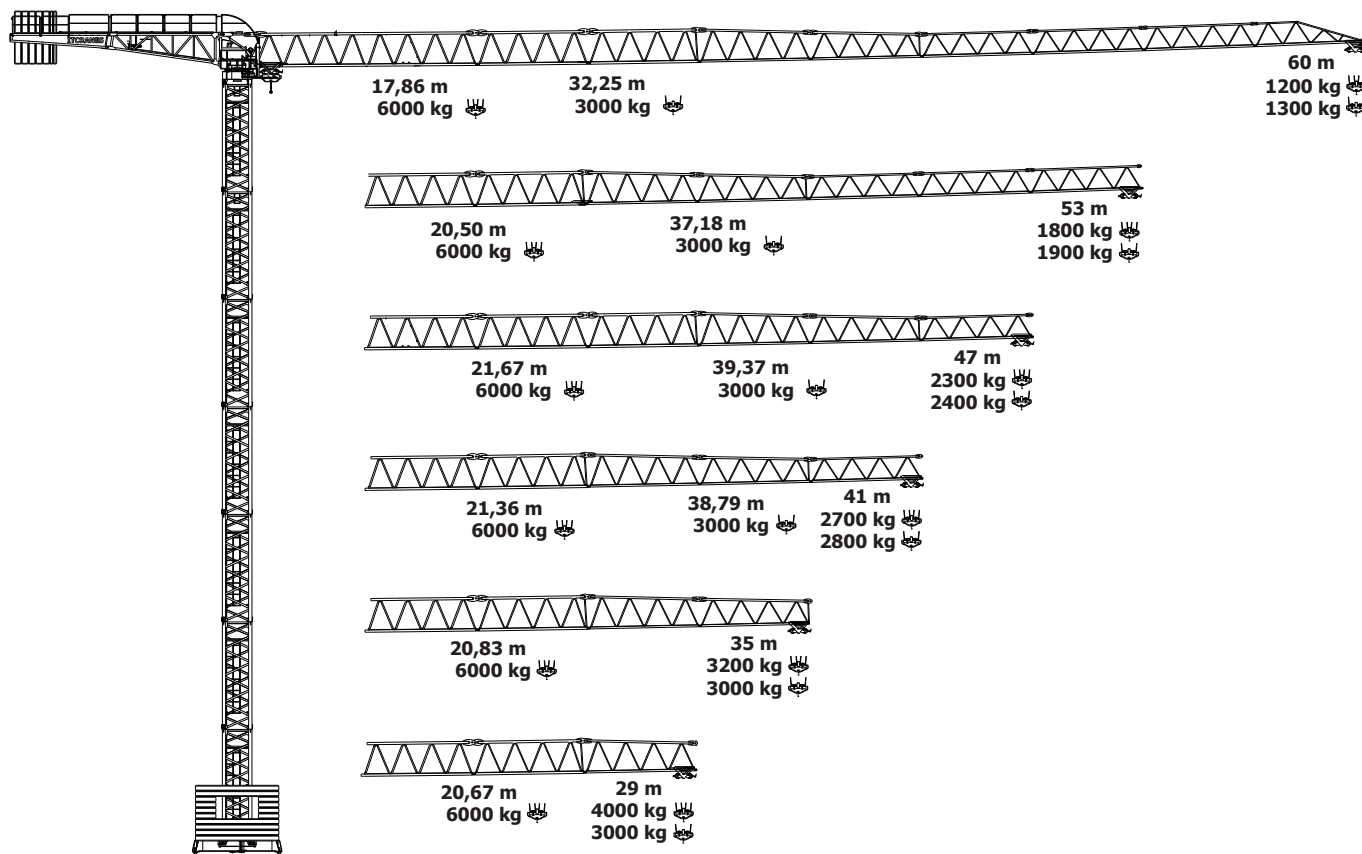 17,86 m
6000 kg
32,25 m
3000 kg
60 m
1200 kg
1300 kg
20,50 m
6000 kg
37,18 m
3000 kg
53 m
1800 kg
1900 kg
21,67 m
6000 kg
39,37 m
3000 kg
47 m
2300 kg
2400 kg
21,36 m
6000 kg
38,79 m
3000 kg
41 m
2700 kg
2800 kg
20,83 m
6000 kg
35 m
3200 kg
3000 kg
20,67 m
6000 kg
29 m
4000 kg
3000 kg